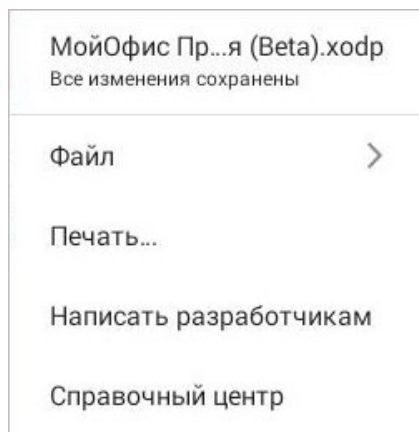 МойОфис Пр...я (Beta).xodp
Все изменения сохранены
Файл
Печать...
Написать разработчикам
Справочный центр